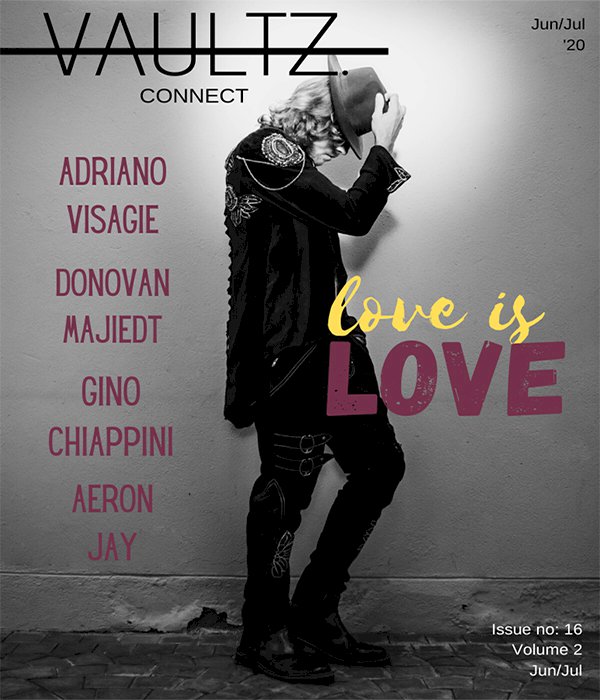 VAULTZ.
CONNECT
Jun/Jul
'20
ADRIANO
VISAGIE
DONOVAN
MAJIEDT
GINO
CHIAPPINI
AERON
JAY
love is
LOVE
Issue no: 16
Volume 2
Jun/Jul